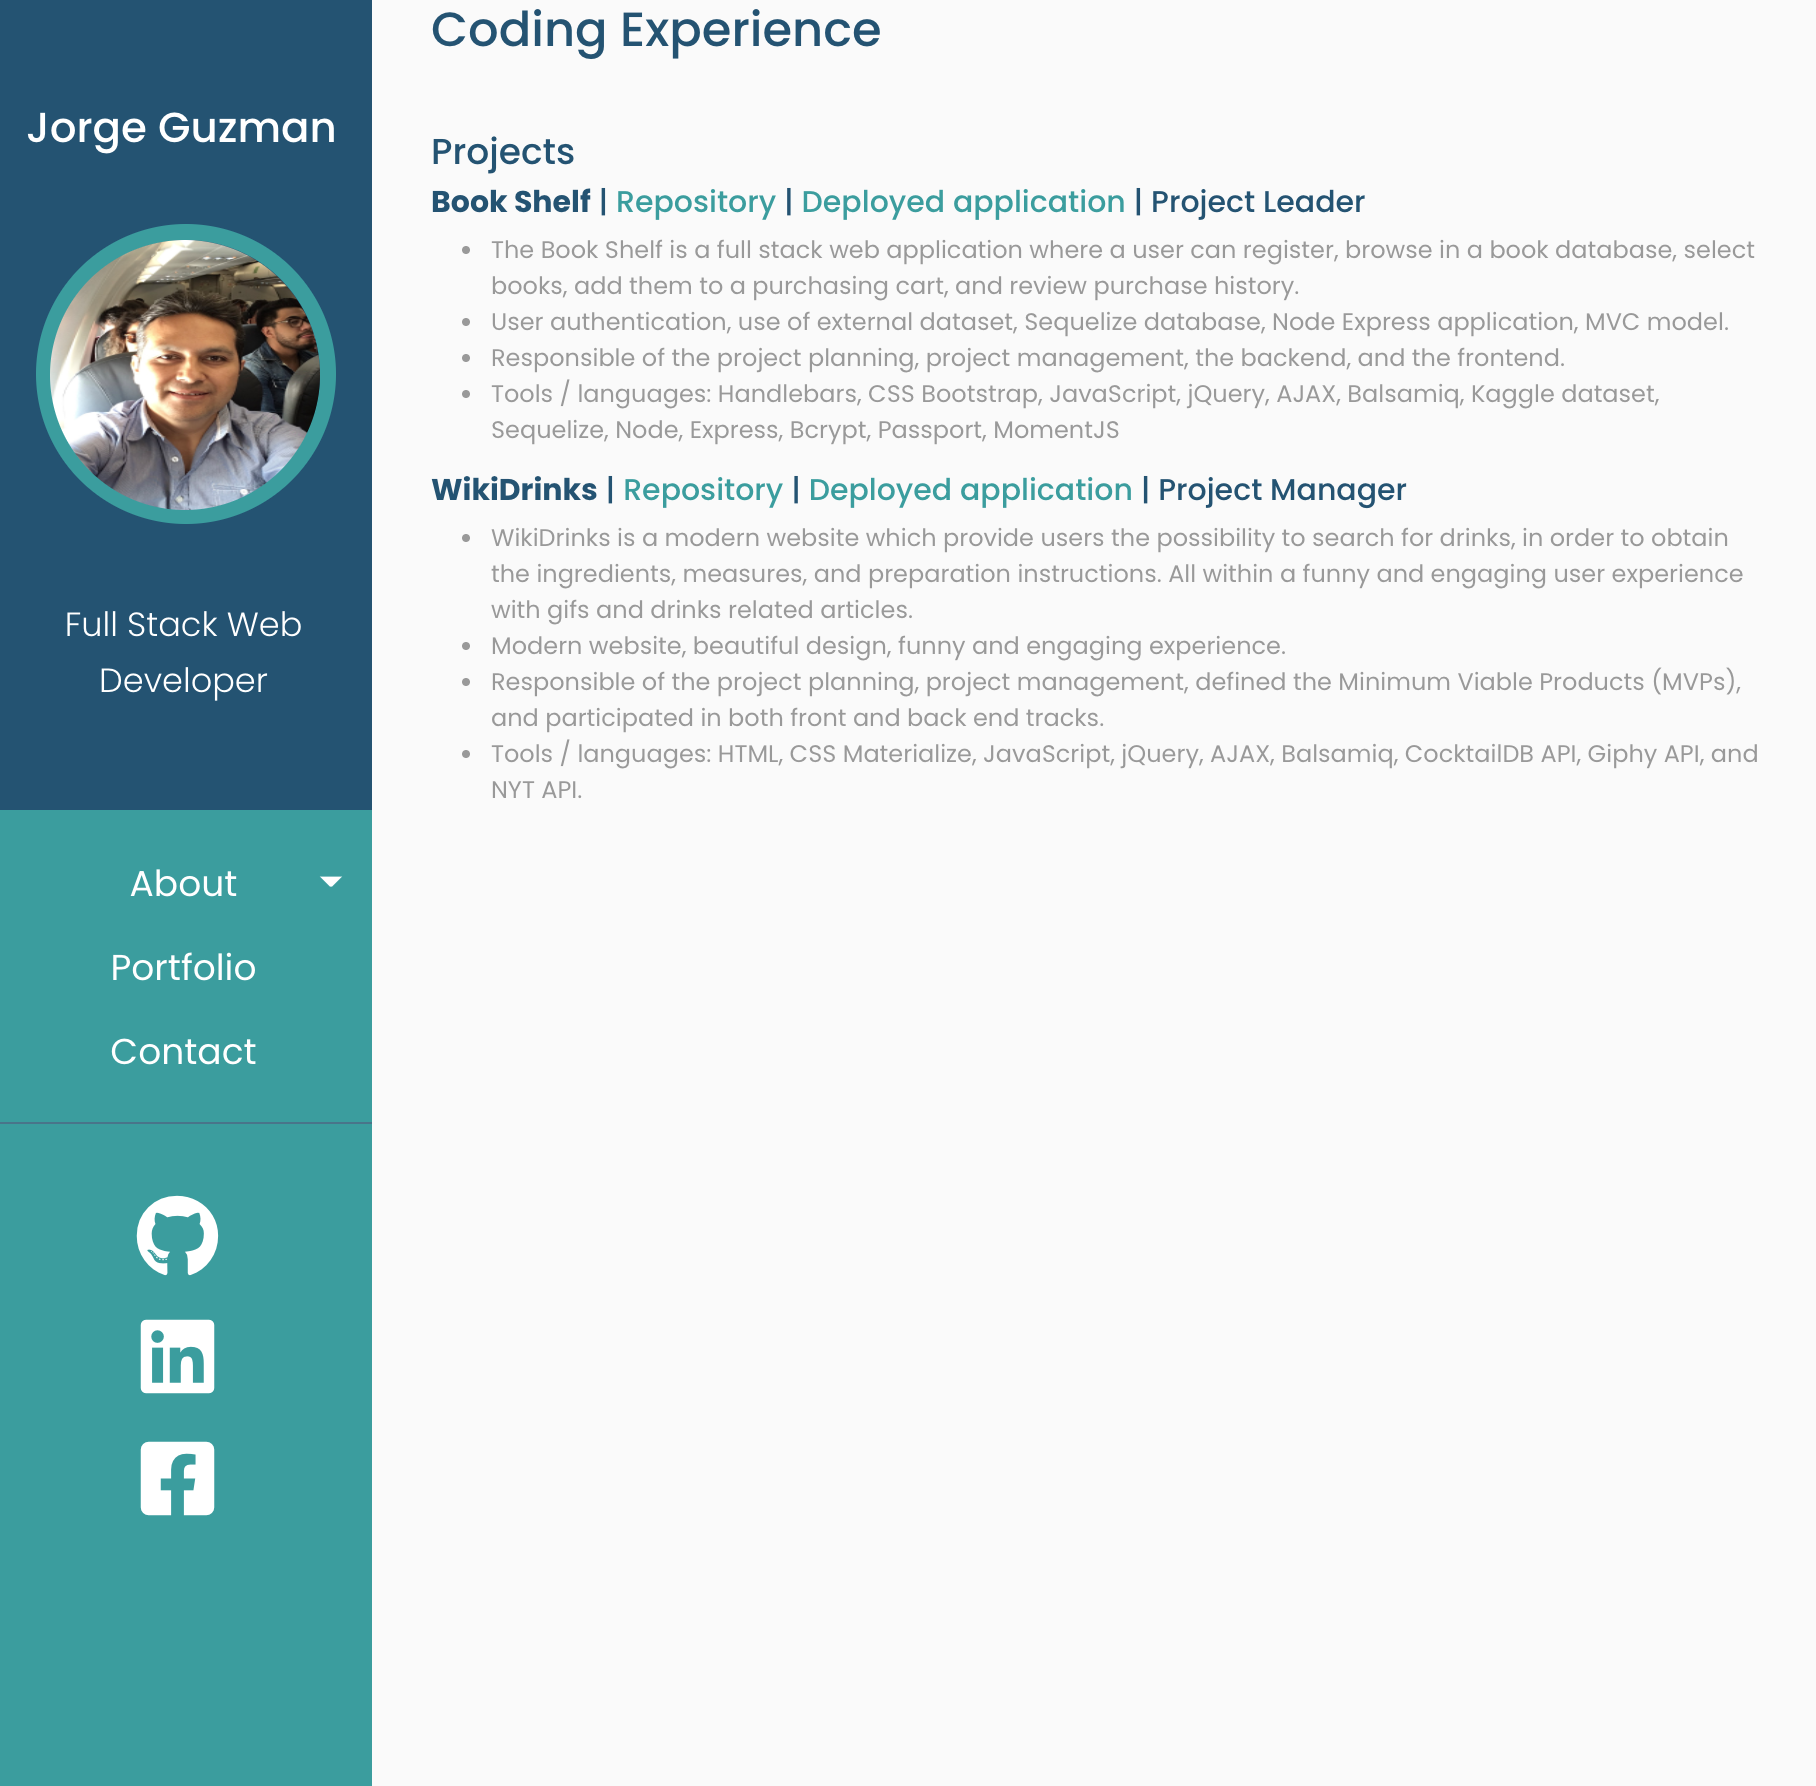 Jorge Guzman
Full Stack Web
Developer
About
Portfolio
Contact
in
f
Coding Experience
Projects
Book Shelf | Repository | Deployed application | Project Leader
• The Book Shelf is a full stack web application where a user can register, browse in a book database, select
books, add them to a purchasing cart, and review purchase history.
• User authentication, use of external dataset, Sequelize database, Node Express application, MVC model.
• Responsible of the project planning, project management, the backend, and the frontend.
• Tools / languages: Handlebars, CSS Bootstrap, JavaScript, jQuery, AJAX, Balsamiq, Kaggle dataset,
Sequelize, Node, Express, Bcrypt, Passport, MomentJS
WikiDrinks | Repository | Deployed application | Project Manager
• WikiDrinks is a modern website which provide users the possibility to search for drinks, in order to obtain
the ingredients, measures, and preparation instructions. All within a funny and engaging user experience
with gifs and drinks related articles.
• Modern website, beautiful design, funny and engaging experience.
• Responsible of the project planning, project management, defined the Minimum Viable Products (MVPs),
and participated in both front and back end tracks.
• Tools / languages: HTML, CSS Materialize, JavaScript, jQuery, AJAX, Balsamiq, CocktailDB API, Giphy API, and
NYT API.